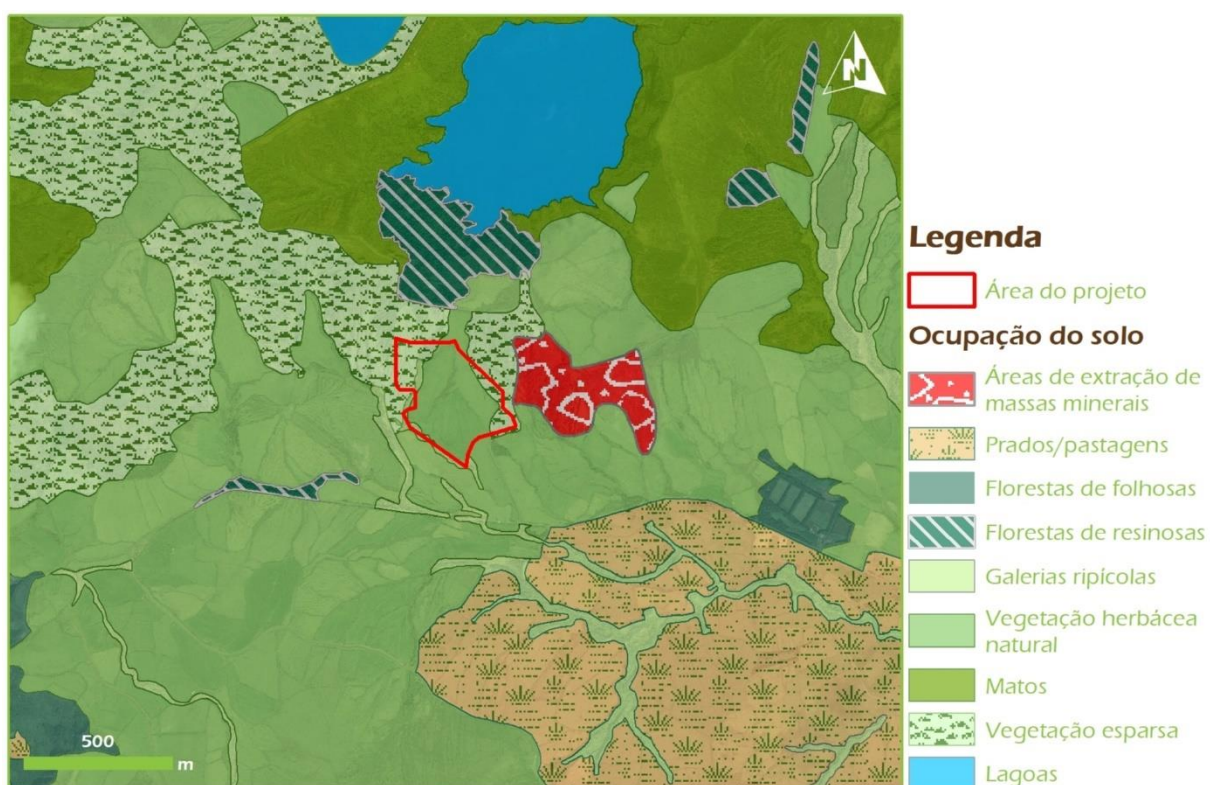 N
Legenda
Área do projeto
Ocupação do solo
Áreas de extração de
massas minerais
Prados/pastagens
Florestas de folhosas
Florestas de resinosas
Galerias ripícolas
Vegetação herbácea
natural
Matos
Vegetação esparsa
Lagoas
500
m